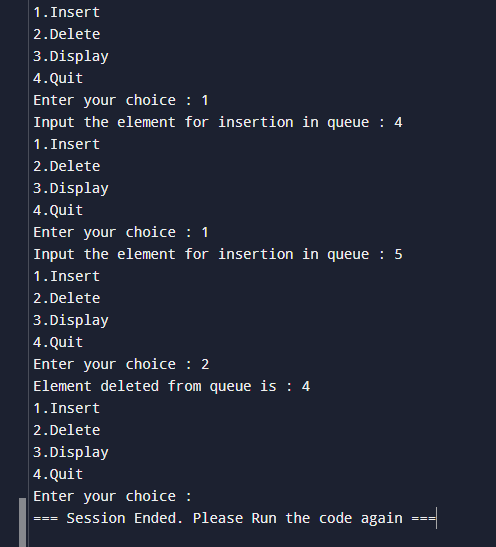 1.Insert
2.Delete
3.Display
4.Quit
Enter your choice : 1
Input the element for insertion in queue : 4
1.Insert
2.Delete
3.Display
4.Quit
Enter your choice : 1
Input the element for insertion in queue : 5
1.Insert
2.Delete
3.Display
4.Quit
Enter your choice : 2
Element deleted from queue is : 4
1.Insert
2.Delete
3.Display
4.Quit
Enter your choice :
=== Session Ended. Please Run the code again ===